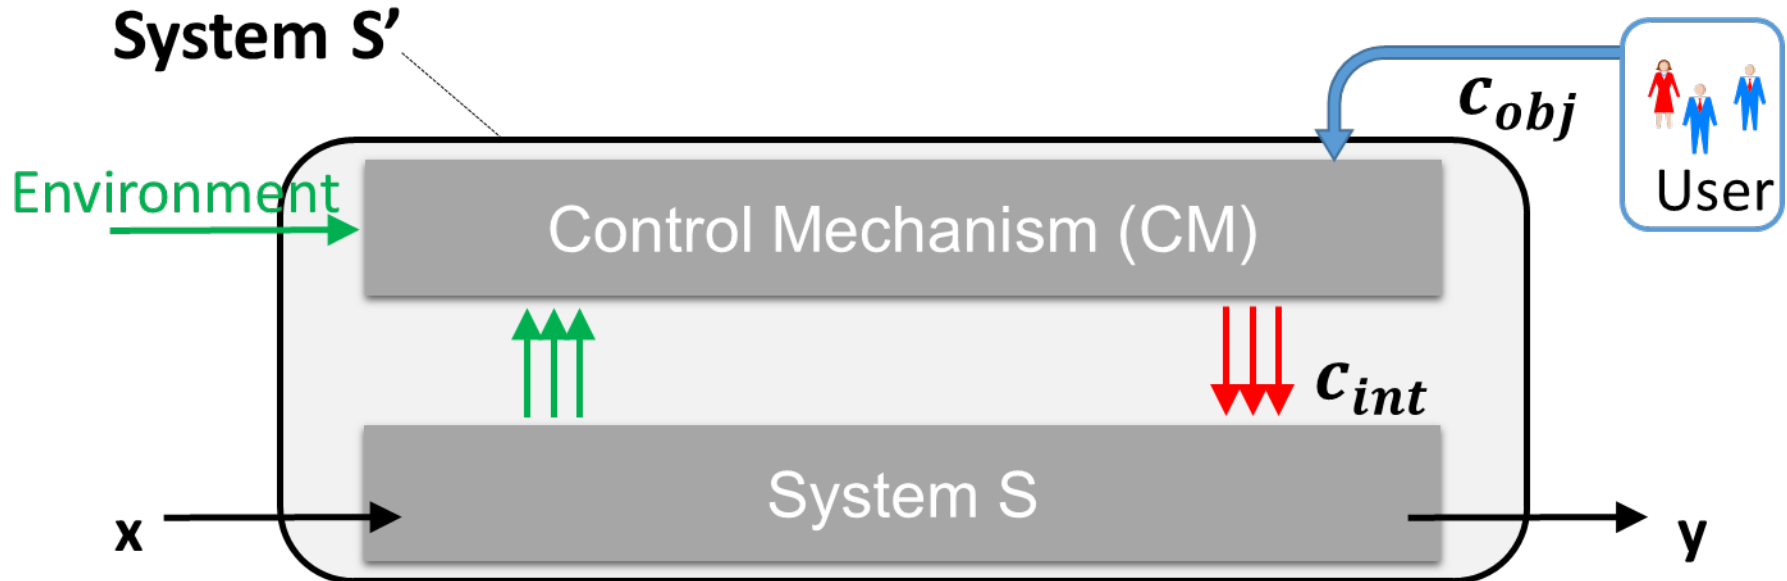 System S’
c_obj
User
Environment
Control Mechanism (CM)
c_int
System S
x
y